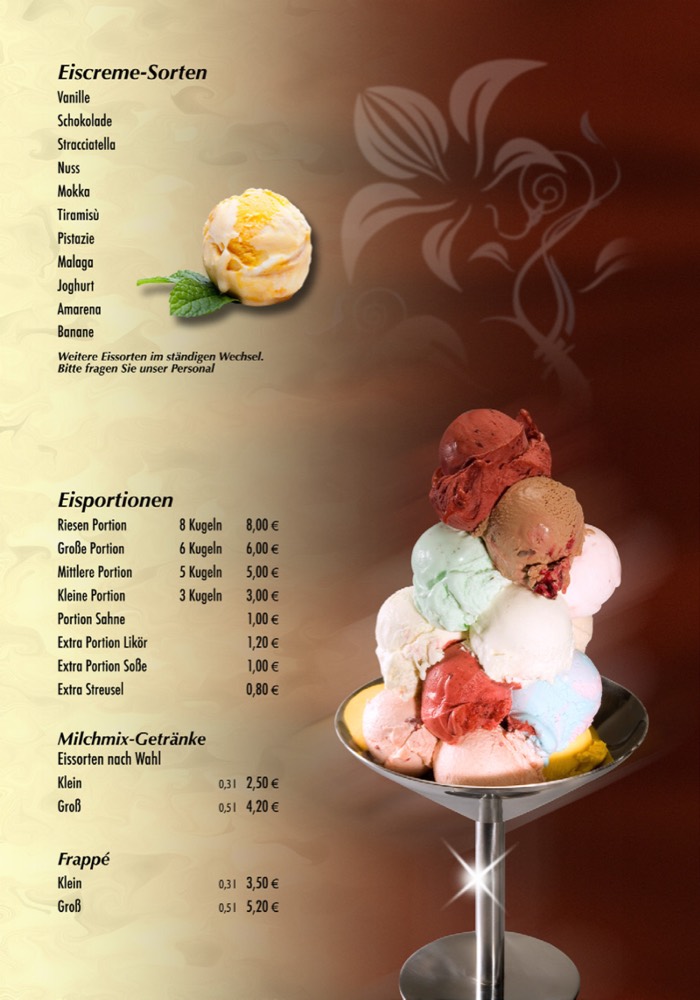 Eiscreme-Sorten
Vanille
Schokolade
Stracciatella
Nuss
Mokka
Tiramisù
Pistazie
Malaga
Joghurt
Amarena
Banane
Weitere Eissorten im ständigen Wechsel.
Bitte fragen Sie unser Personal
Eisportionen
Riesen Portion 8 Kugeln 8,00 €
Große Portion 6 Kugeln 6,00 €
Mittlere Portion 5 Kugeln 5,00 €
Kleine Portion 3 Kugeln 3,00 €
Portion Sahne 1,00 €
Extra Portion Likör 1,20 €
Extra Portion Soße 1,00 €
Extra Streusel 0,80 €
Milchmix-Getränke
Eissorten nach Wahl
Klein 0,3 l 2,50 €
Groß 0,5 l 4,20 €
Frappé
Klein 0,3 l 3,50 €
Groß 0,5 l 5,20 €